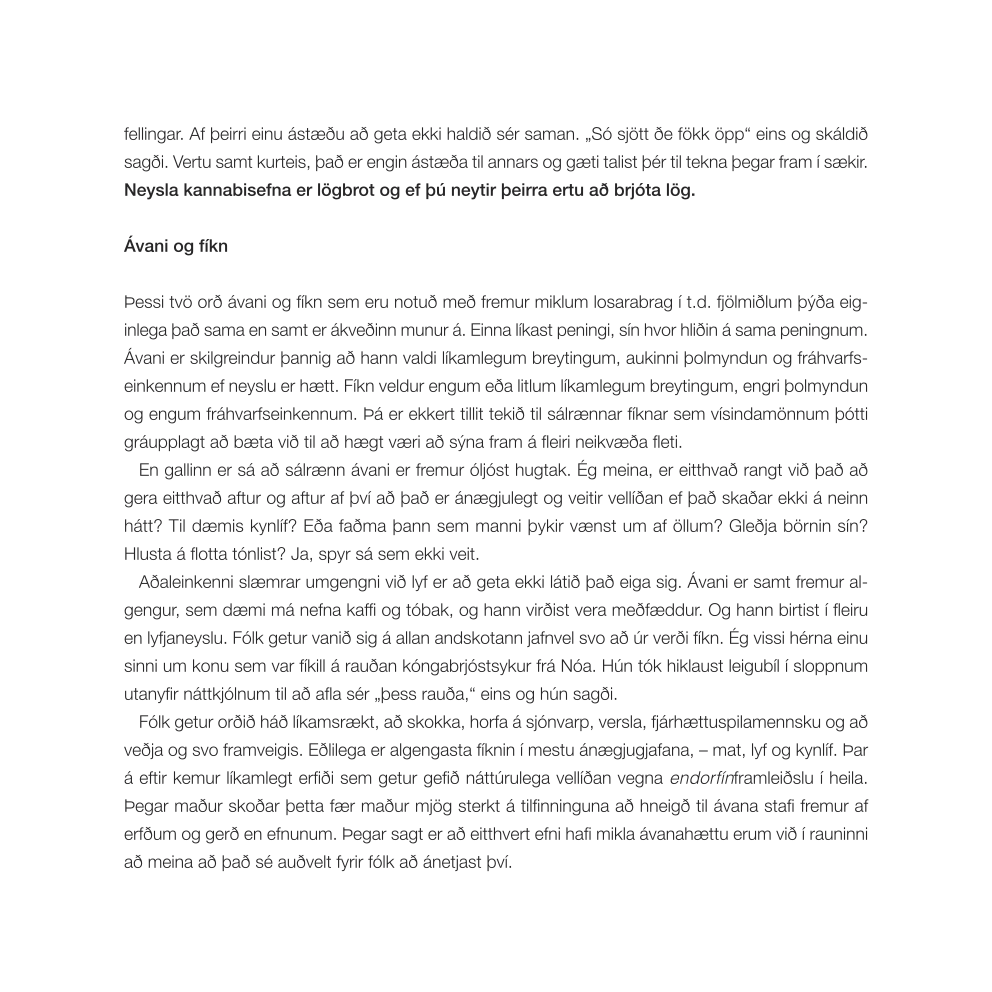 fellingar. Af þeirri einu ástæðu að geta ekki haldið sér saman. „Só sjött ðe fökk öpp“ eins og skáldið
sagði. Vertu samt kurteis, það er engin ástæða til annars og gæti talist þér til tekna þegar fram í sækir.
Neysla kannabisefna er lögbrot og ef þú neytir þeirra ertu að brjóta lög.
Ávani og fíkn
Þessi tvö orð ávani og fíkn sem eru notuð með fremur miklum losarabrag í t.d. fjölmiðlum þýða eig-
inlega það sama en samt er ákveðinn munur á. Einna líkast peningi, sín hvor hliðin á sama peningnum.
Ávani er skilgreindur þannig að hann valdi líkamlegum breytingum, aukinni þolmyndun og fráhvarfs-
einkennum ef neyslu er hætt. Fíkn veldur engum eða litlum líkamlegum breytingum, engri þolmyndun
og engum fráhvarfseinkennum. Þá er ekkert tillit tekið til sálrænnar fíknar sem vísindamönnum þótti
gráupplagt að bæta við til að hægt væri að sýna fram á fleiri neikvæða fleti.
En gallinn er sá að sálrænn ávani er fremur óljóst hugtak. Ég meina, er eitthvað rangt við það að
gera eitthvað aftur og aftur af því að það er ánægjulegt og veitir vellíðan ef það skaðar ekki á neinn
hátt? Til dæmis kynlíf? Eða faðma þann sem manni þykir vænst um af öllum? Gleðja börnin sín?
Hlusta á flotta tónlist? Ja, spyr sá sem ekki veit.
Aðaleinkenni slæmrar umgengni við lyf er að geta ekki látið það eiga sig. Ávani er samt fremur al-
gengur, sem dæmi má nefna kaffi og tóbak, og hann virðist vera meðfæddur. Og hann birtist í fleiru
en lyfjaneyslu. Fólk getur vanið sig á allan andskotann jafnvel svo að úr verði fíkn. Ég vissi hérna einu
sinni um konu sem var fíkill á rauðan kóngabrjóstsykur frá Nóa. Hún tók hiklaust leigubíl í sloppnum
utanyfir náttkjólnum til að afla sér „þess rauða,“ eins og hún sagði.
Fólk getur orðið háð líkamsrækt, að skokka, horfa á sjónvarp, versla, fjárhættuspilamennsku og að
veðja og svo framveigis. Eðlilega er algengasta fíknin í mestu ánægjugjafana, – mat, lyf og kynlíf. Þar
á eftir kemur líkamlegt erfiði sem getur gefið náttúrulega vellíðan vegna endorfínframleiðslu í heila.
Þegar maður skoðar þetta fær maður mjög sterkt á tilfinninguna að hneigð til ávana stafi fremur af
erfðum og gerð en efnunum. Þegar sagt er að eitthvert efni hafi mikla ávanahættu erum við í rauninni
að meina að það sé auðvelt fyrir fólk að ánetjast því.